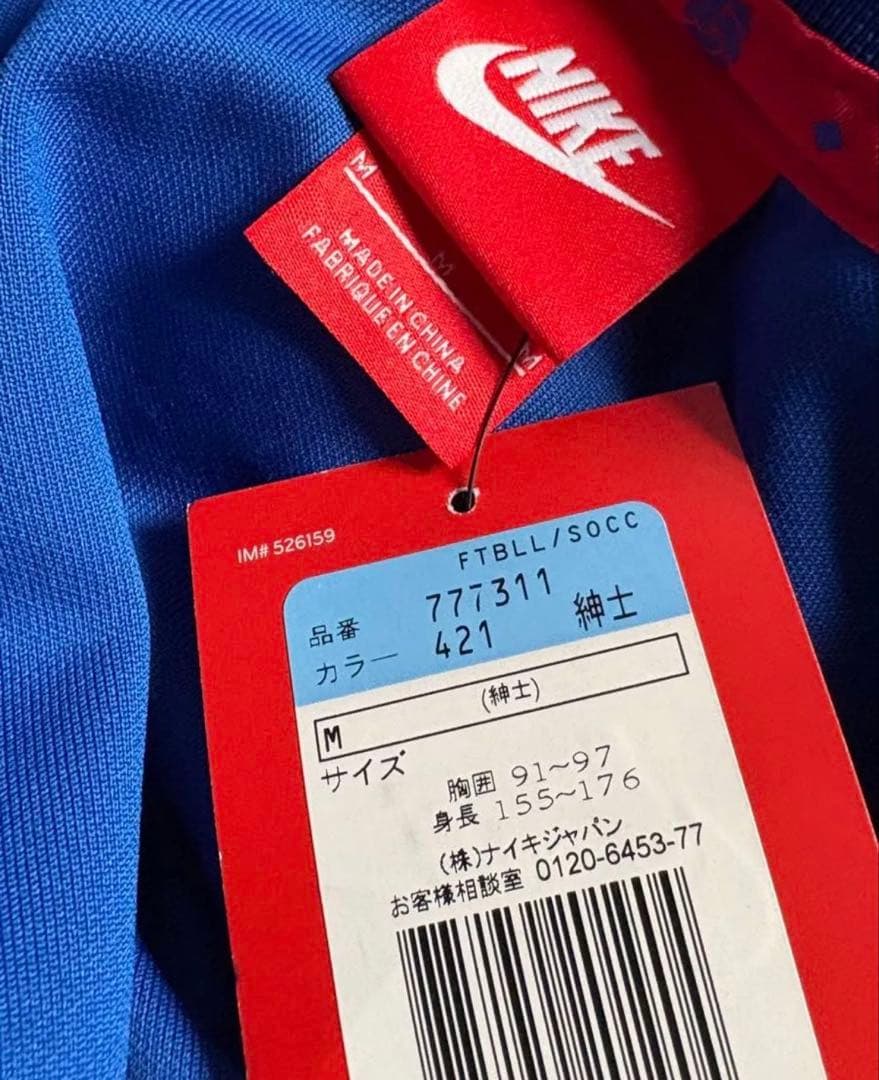 NIKE
M
M
M
MADE IN CHINA
FABRIQUE EN CHINE
IM# 526159
FTBLL/SOCC
品番 777311
カラー 421 紳士
(紳士)
M
サイズ
胸囲 91~97
身長 155~176
(株)ナイキジャパン
お客様相談室 0120-6453-77